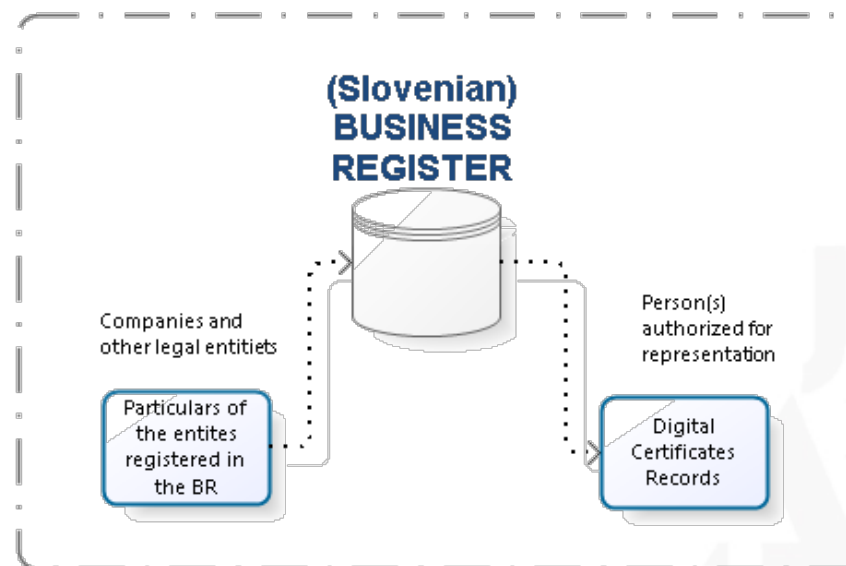 (Slovenian)
BUSINESS
REGISTER
Companies and
other legal entitiets
Particulars of
the entites
registered in
the BR
Person(s)
authorized for
representation
Digital
Certificates
Records